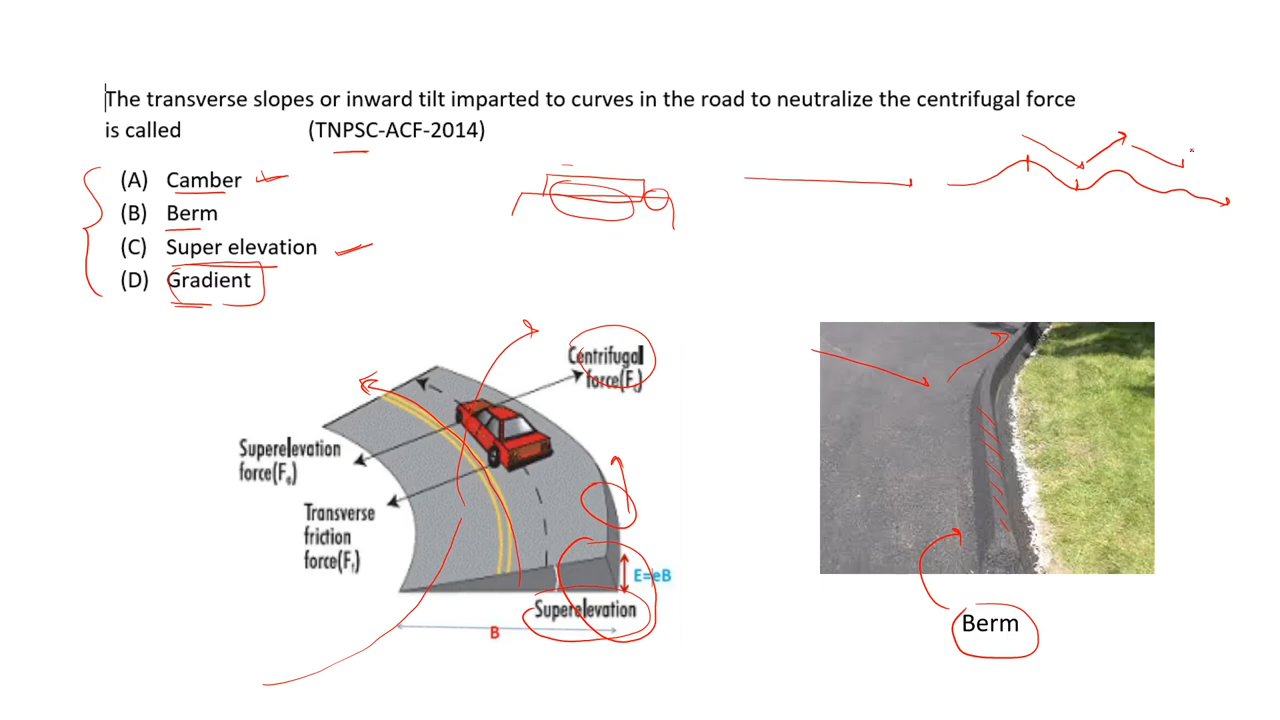 The transverse slopes or inward tilt imparted to curves in the road to neutralize the centrifugal force
is called (TNPSC-ACF-2014)
(A) Camber
(B) Berm
(C) Super elevation
(D) Gradient
Centrifugal
force(F
Superelevation
force(F
Transverse
friction
force(F
E=eB
Superelevation
B
Berm